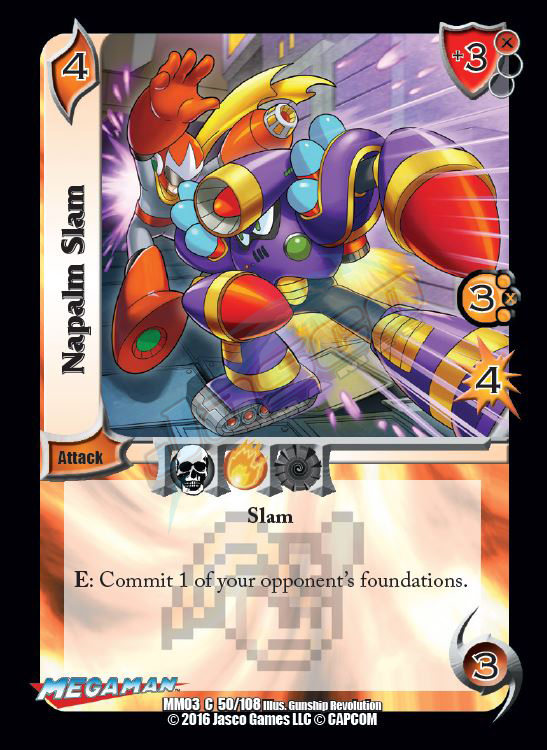 4
+3
Napalm Slam
3
4
Attack
Slam
E: Commit 1 of your opponent's foundations.
3
MEGAMAN™
MM03 C 50/108 Illus. Gunship Revolution
© 2016 Jasco Games LLC © CAPCOM